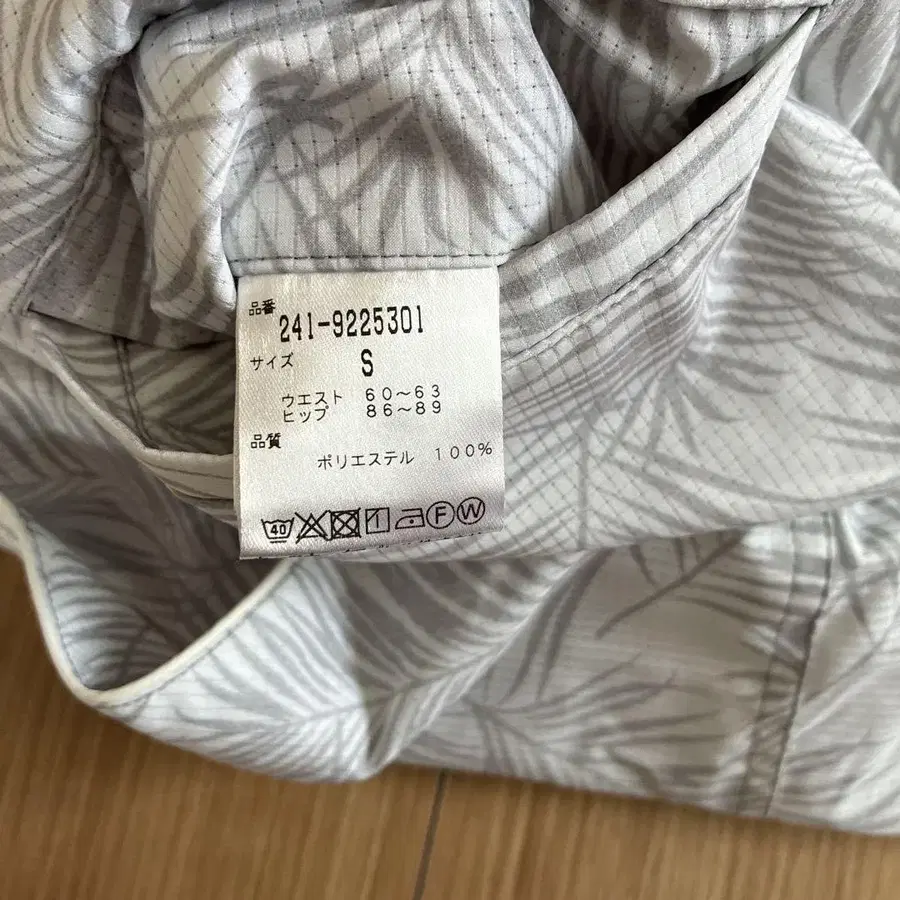 品番
241-9225301
サイズ S
ウエスト 60〜63
ヒップ 86〜89
品質
ポリエステル 100%
40 F W